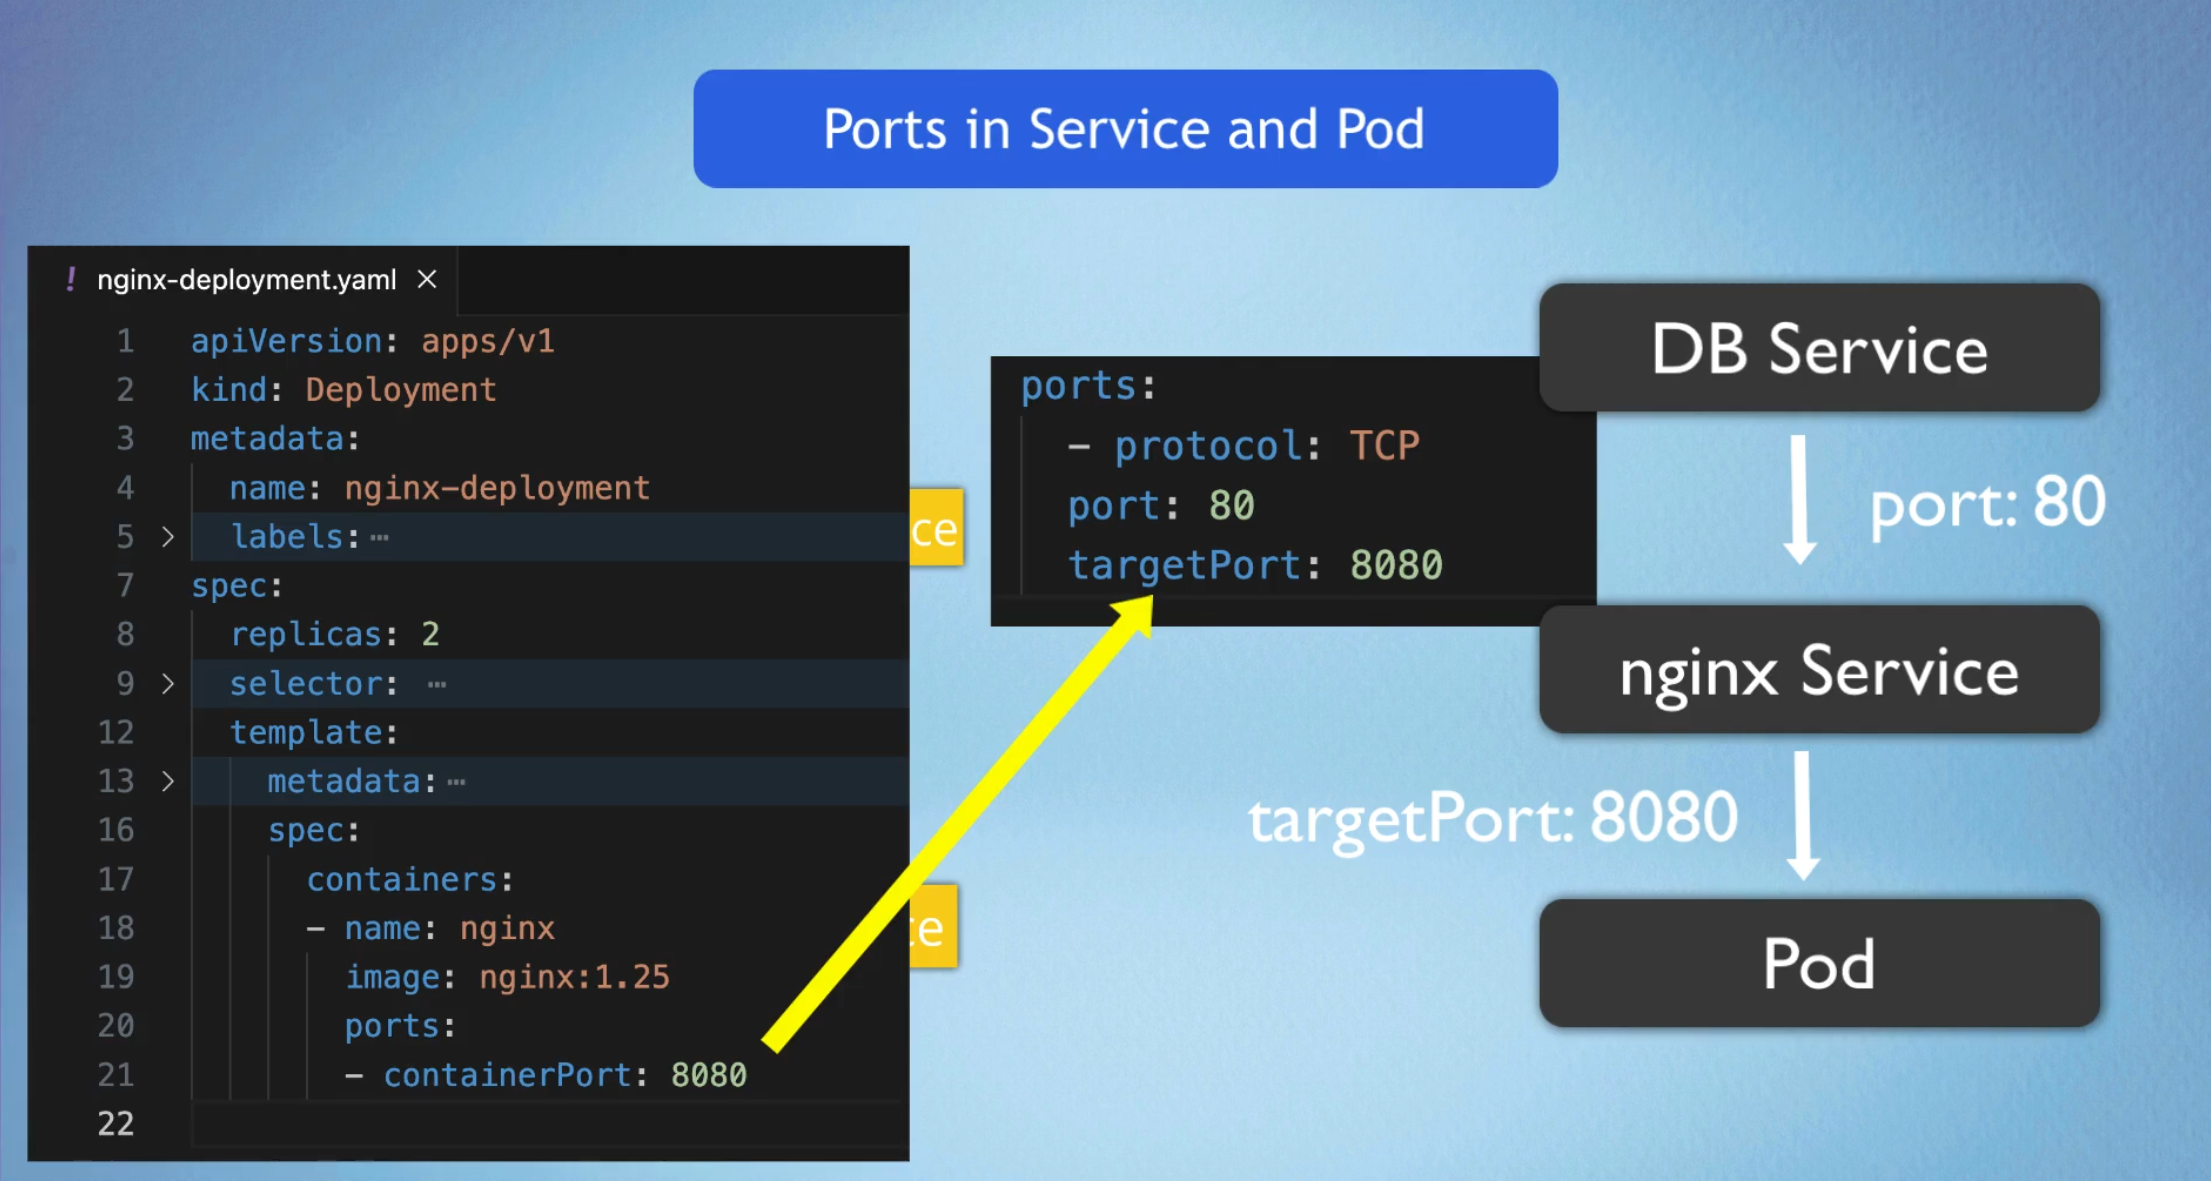 Ports in Service and Pod
! nginx-deployment.yaml ×
1 apiVersion: apps/v1
2 kind: Deployment
3 metadata:
4 name: nginx-deployment
5 > labels: ⋯
7 spec:
8 replicas: 2
9 > selector: ⋯
12 template:
13 > metadata: ⋯
16 spec:
17 containers:
18 - name: nginx
19 image: nginx:1.25
20 ports:
21 - containerPort: 8080
22
ce
ce
ports:
- protocol: TCP
port: 80
targetPort: 8080
DB Service
port: 80
nginx Service
targetPort: 8080
Pod